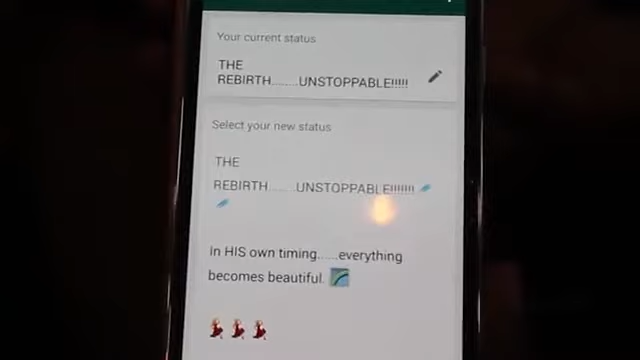 Your current status
THE
REBIRTH........UNSTOPPABLE!!!!!
Select your new status
THE
REBIRTH........UNSTOPPABLE!!!!!!!
In HIS own timing......everything
becomes beautiful.